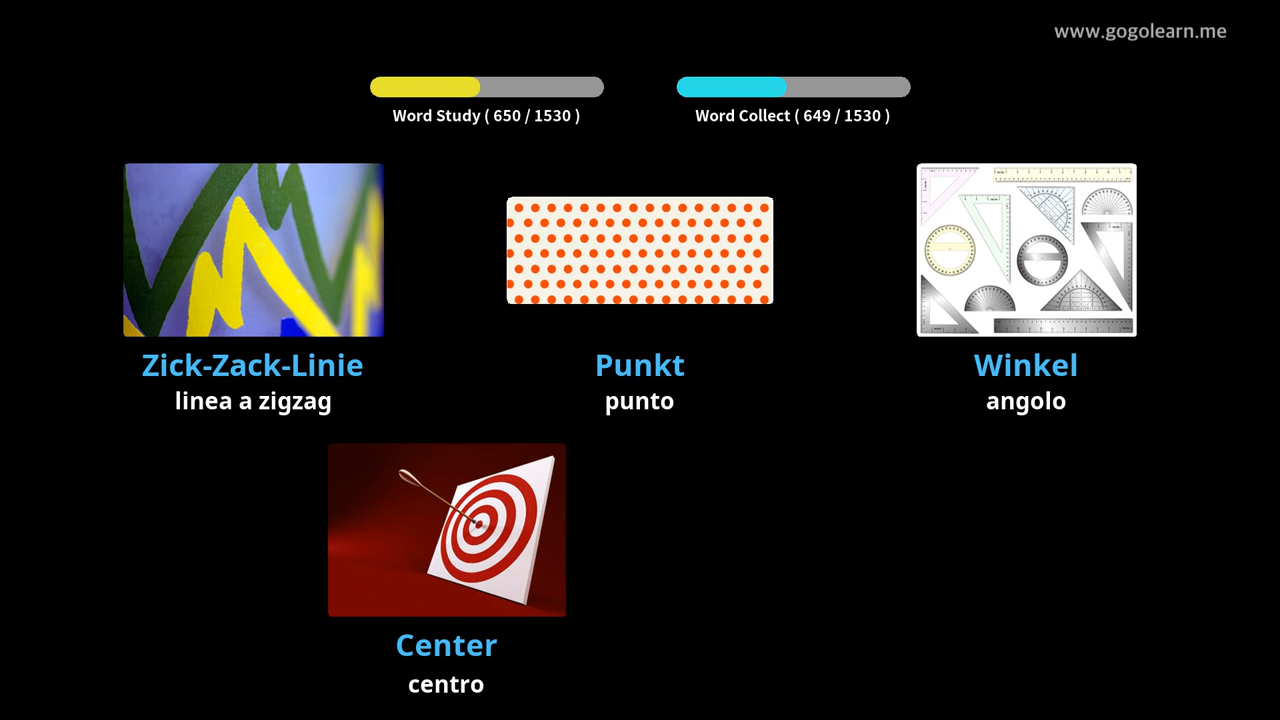 www.gogolearn.me
Word Study ( 650 / 1530 )
Word Collect ( 649 / 1530 )
Zick-Zack-Linie
linea a zigzag
Punkt
punto
Winkel
angolo
Center
centro